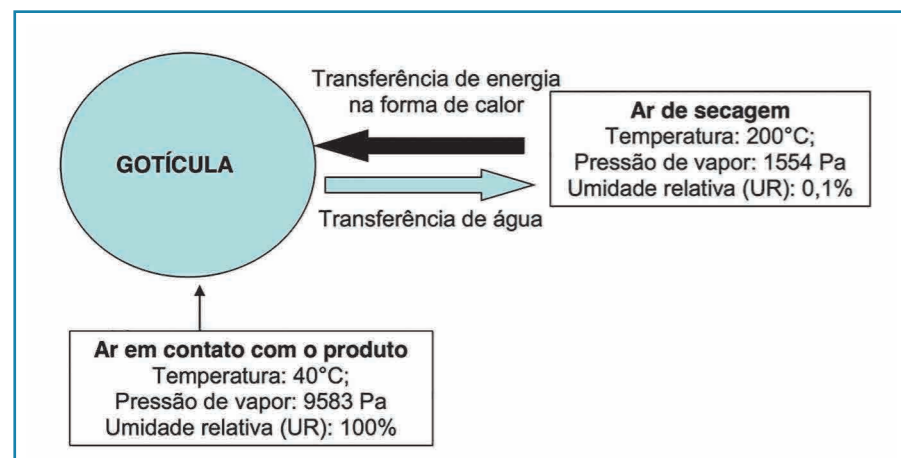 Transferência de energia
na forma de calor
GOTÍCULA
Transferência de água
Ar de secagem
Temperatura: 200°C;
Pressão de vapor: 1554 Pa
Umidade relativa (UR): 0,1%
Ar em contato com o produto
Temperatura: 40°C;
Pressão de vapor: 9583 Pa
Umidade relativa (UR): 100%